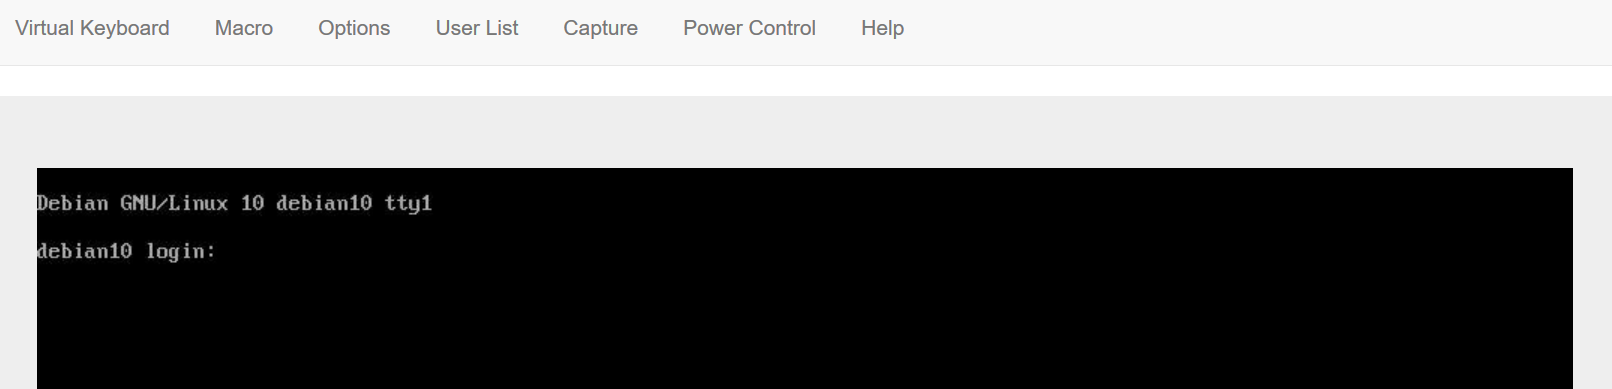 Virtual Keyboard Macro Options User List Capture Power Control Help
Debian GNU/Linux 10 debian10 tty1
debian10 login: